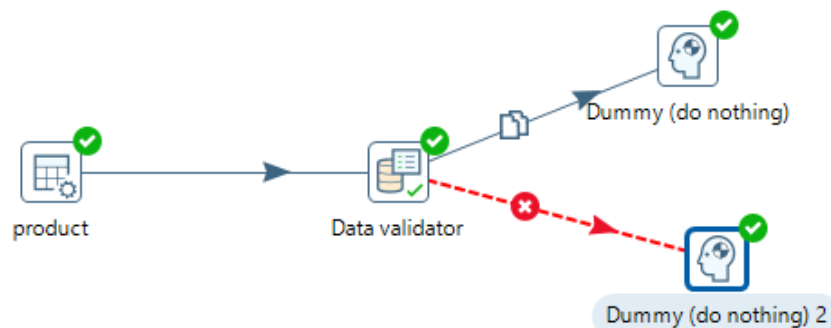 Dummy (do nothing)
product
Data validator
Dummy (do nothing) 2